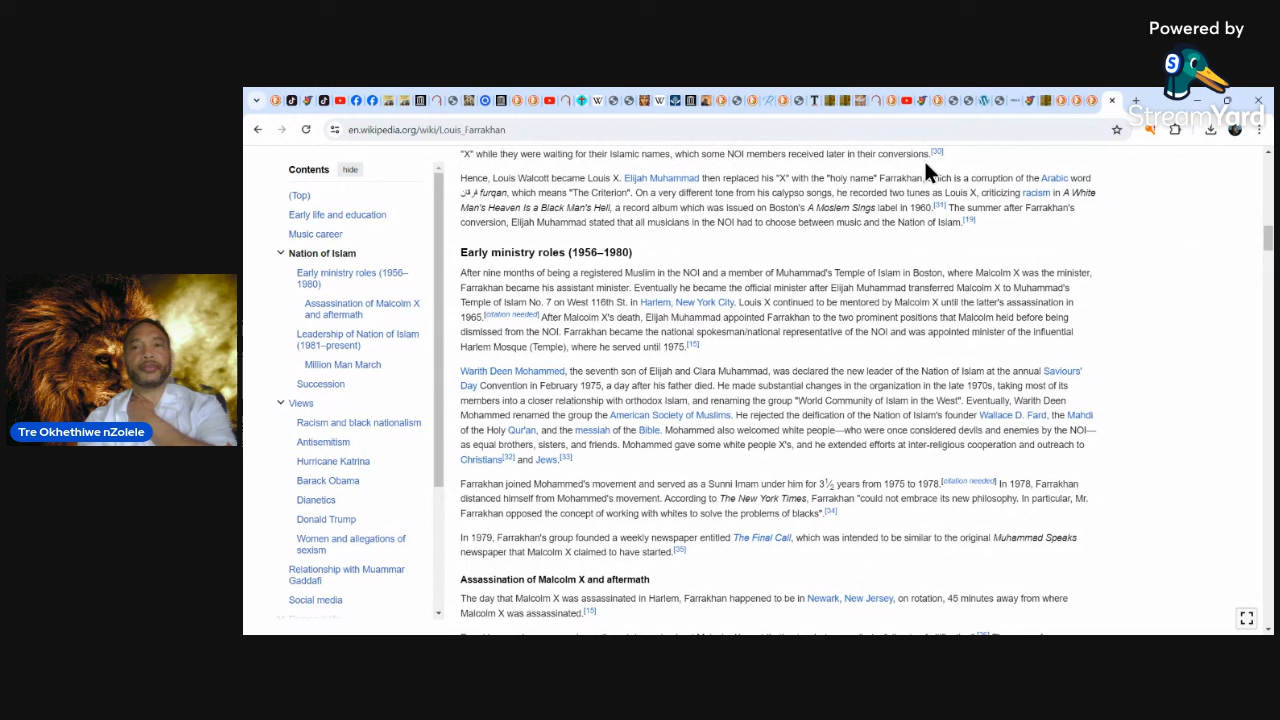 Powered by
StreamYard
en.wikipedia.org/wiki/Louis_Farrakhan
Contents hide
(Top)
Early life and education
Music career
Nation of Islam
Early ministry roles (1956–
1980)
Assassination of Malcolm X
and aftermath
Leadership of Nation of Islam
(1981–present)
Million Man March
Succession
Views
Racism and black nationalism
Antisemitism
Hurricane Katrina
Barack Obama
Dianetics
Donald Trump
Women and allegations of
sexism
Relationship with Muammar
Gaddafi
Social media
"X" while they were waiting for their Islamic names, which some NOI members received later in their conversions.[30]
Hence, Louis Walcott became Louis X. Elijah Muhammad then replaced his "X" with the "holy name" Farrakhan, which is a corruption of the Arabic word
فرقان furqan, which means "The Criterion". On a very different tone from his calypso songs, he recorded two tunes as Louis X, criticizing racism in A White
Man's Heaven Is a Black Man's Hell, a record album which was issued on Boston's A Moslem Sings label in 1960.[31] The summer after Farrakhan's
conversion, Elijah Muhammad stated that all musicians in the NOI had to choose between music and the Nation of Islam.[19]
Early ministry roles (1956–1980)
After nine months of being a registered Muslim in the NOI and a member of Muhammad's Temple of Islam in Boston, where Malcolm X was the minister,
Farrakhan became his assistant minister. Eventually he became the official minister after Elijah Muhammad transferred Malcolm X to Muhammad's
Temple of Islam No. 7 on West 116th St. in Harlem, New York City. Louis X continued to be mentored by Malcolm X until the latter's assassination in
1965.[citation needed] After Malcolm X's death, Elijah Muhammad appointed Farrakhan to the two prominent positions that Malcolm held before being
dismissed from the NOI. Farrakhan became the national spokesman/national representative of the NOI and was appointed minister of the influential
Harlem Mosque (Temple), where he served until 1975.[15]
Warith Deen Mohammed, the seventh son of Elijah and Clara Muhammad, was declared the new leader of the Nation of Islam at the annual Saviours'
Day Convention in February 1975, a day after his father died. He made substantial changes in the organization in the late 1970s, taking most of its
members into a closer relationship with orthodox Islam, and renaming the group "World Community of Islam in the West". Eventually, Warith Deen
Mohammed renamed the group the American Society of Muslims. He rejected the deification of the Nation of Islam's founder Wallace D. Fard, the Mahdi
of the Holy Qur'an, and the messiah of the Bible. Mohammed also welcomed white people—who were once considered devils and enemies by the NOI—
as equal brothers, sisters, and friends. Mohammed gave some white people X's, and he extended efforts at inter-religious cooperation and outreach to
Christians[32] and Jews.[33]
Farrakhan joined Mohammed's movement and served as a Sunni Imam under him for 3½ years from 1975 to 1978.[citation needed] In 1978, Farrakhan
distanced himself from Mohammed's movement. According to The New York Times, Farrakhan "could not embrace its new philosophy. In particular, Mr.
Farrakhan opposed the concept of working with whites to solve the problems of blacks".[34]
In 1979, Farrakhan's group founded a weekly newspaper entitled The Final Call, which was intended to be similar to the original Muhammad Speaks
newspaper that Malcolm X claimed to have started.[35]
Assassination of Malcolm X and aftermath
The day that Malcolm X was assassinated in Harlem, Farrakhan happened to be in Newark, New Jersey, on rotation, 45 minutes away from where
Malcolm X was assassinated.[15]
Tre Okhethiwe nZolele